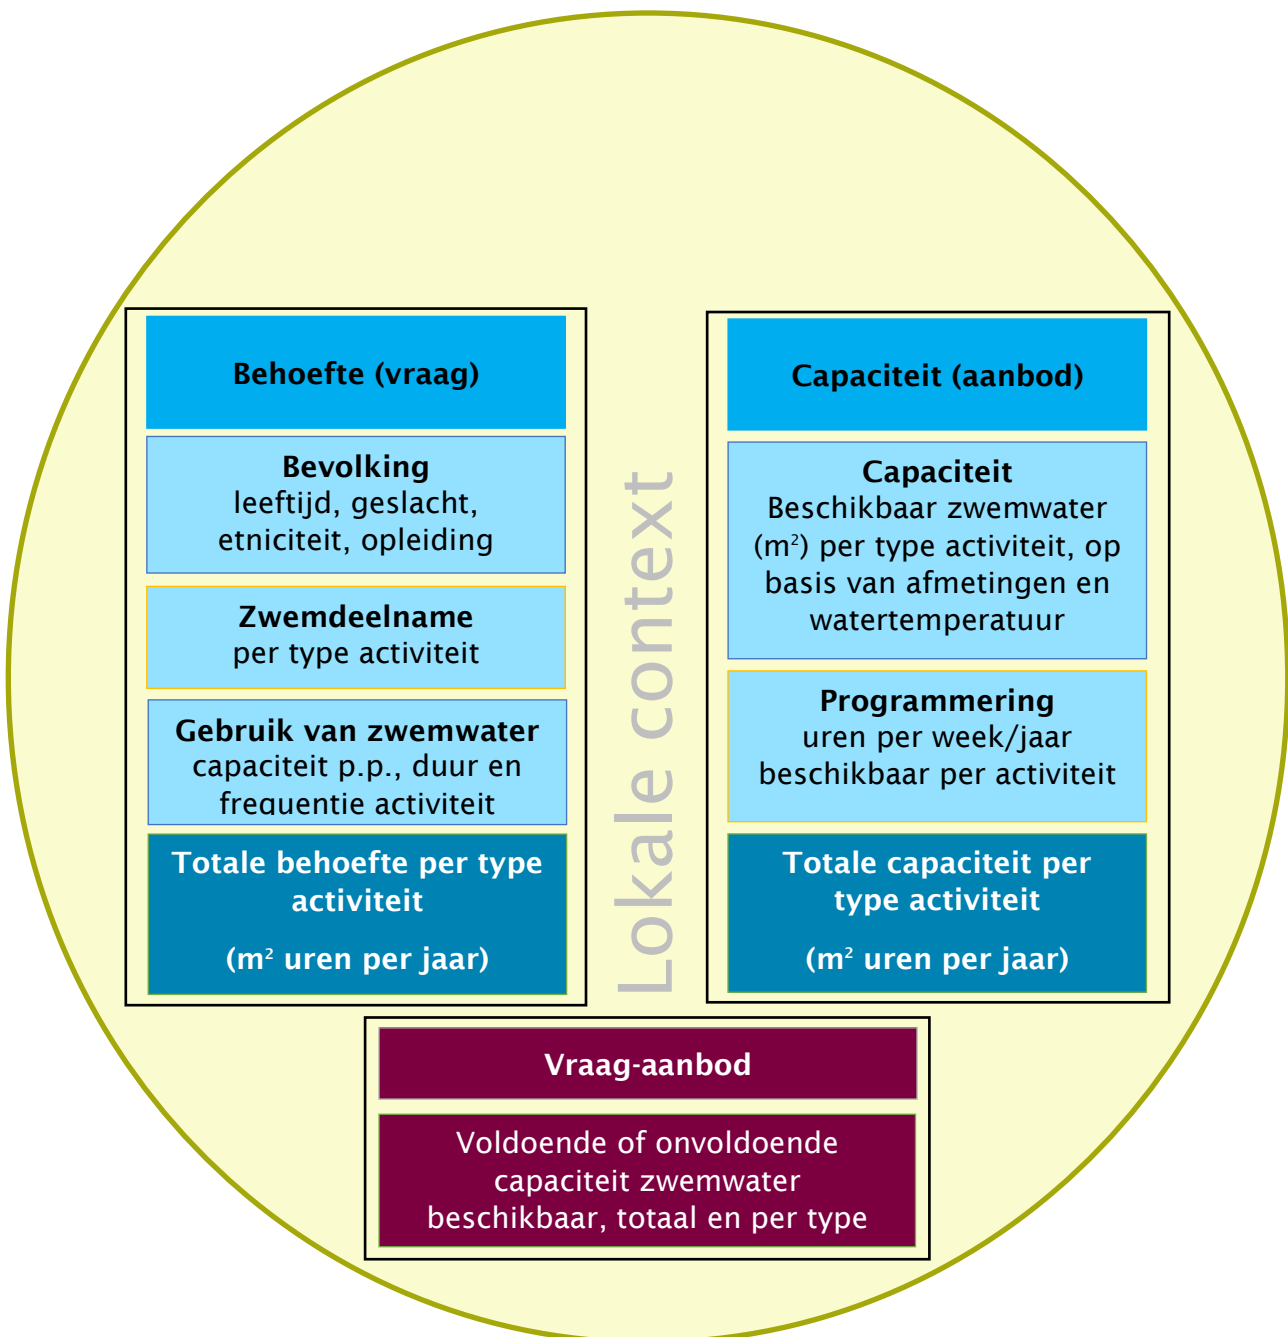 Behoefte (vraag)
Bevolking
leeftijd, geslacht,
etniciteit, opleiding
Zwemdeelname
per type activiteit
Gebruik van zwemwater
capaciteit p.p., duur en
frequentie activiteit
Totale behoefte per type
activiteit
(m² uren per jaar)
Lokale context
Capaciteit (aanbod)
Capaciteit
Beschikbaar zwemwater
(m²) per type activiteit, op
basis van afmetingen en
watertemperatuur
Programmering
uren per week/jaar
beschikbaar per activiteit
Totale capaciteit per
type activiteit
(m² uren per jaar)
Vraag-aanbod
Voldoende of onvoldoende
capaciteit zwemwater
beschikbaar, totaal en per type